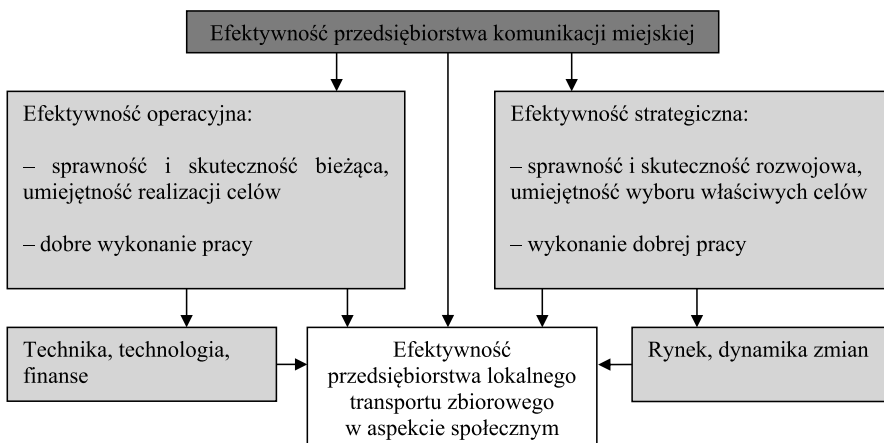 Efektywność przedsiębiorstwa komunikacji miejskiej
Efektywność operacyjna:
– sprawność i skuteczność bieżąca,
umiejętność realizacji celów
– dobre wykonanie pracy
Efektywność strategiczna:
– sprawność i skuteczność rozwojowa,
umiejętność wyboru właściwych celów
– wykonanie dobrej pracy
Technika, technologia,
finanse
Efektywność
przedsiębiorstwa lokalnego
transportu zbiorowego
w aspekcie społecznym
Rynek, dynamika zmian